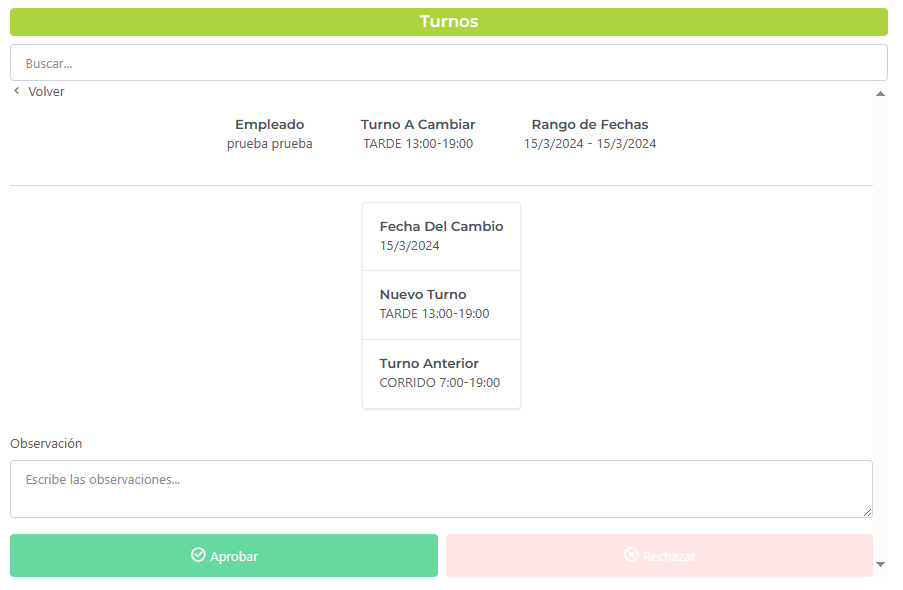 Turnos
Buscar...
Volver
Empleado
prueba prueba
Turno A Cambiar
TARDE 13:00-19:00
Rango de Fechas
15/3/2024 - 15/3/2024
Fecha Del Cambio
15/3/2024
Nuevo Turno
TARDE 13:00-19:00
Turno Anterior
CORRIDO 7:00-19:00
Observación
Escribe las observaciones...
Aprobar
Rechazar